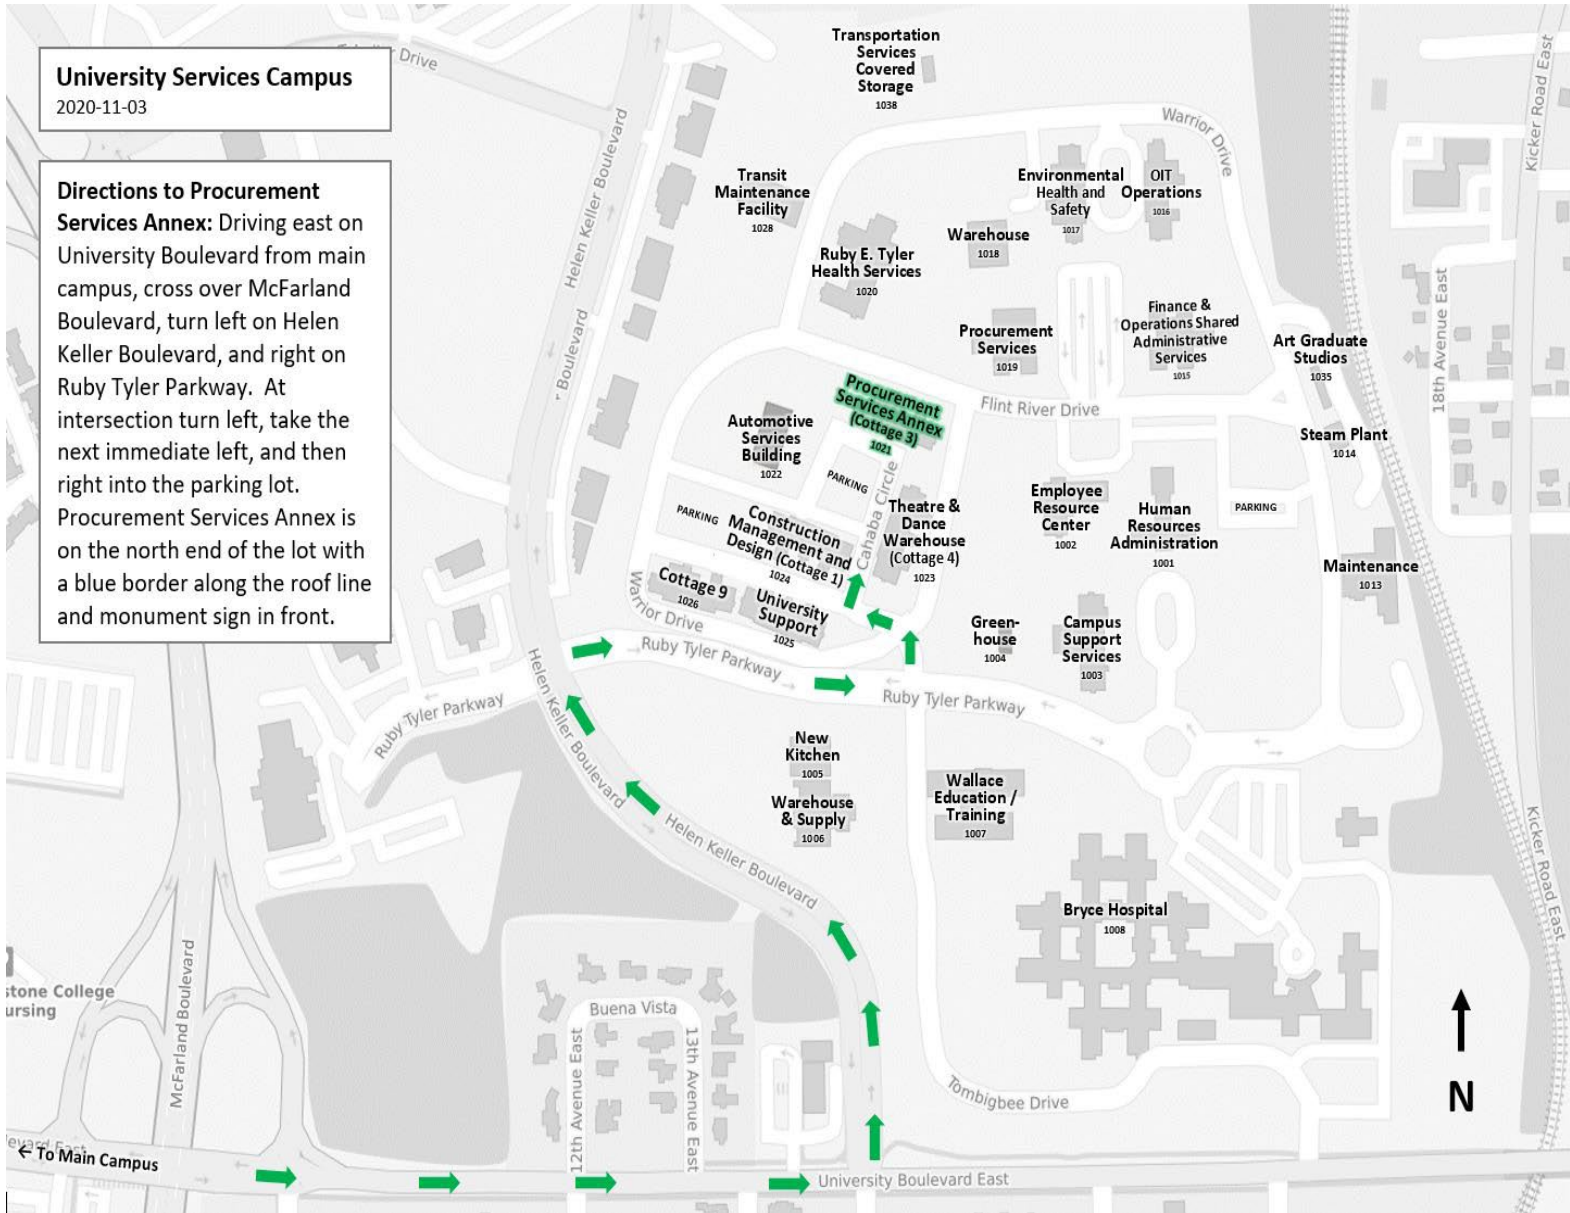 University Services Campus
2020-11-03
Directions to Procurement
Services Annex: Driving east on
University Boulevard from main
campus, cross over McFarland
Boulevard, turn left on Helen
Keller Boulevard, and right on
Ruby Tyler Parkway. At
intersection turn left, take the
next immediate left, and then
right into the parking lot.
Procurement Services Annex is
on the north end of the lot with
a blue border along the roof line
and monument sign in front.
Drive
Helen Keller Boulevard
Helen Keller Boulevard
r Boulevard
Transportation
Services
Covered
Storage
1038
Warrior Drive
Transit
Maintenance
Facility
1028
Environmental
Health and
Safety
1017
OIT
Operations
1016
Ruby E. Tyler
Health Services
1020
Warehouse
1018
Procurement
Services
1019
Finance &
Operations Shared
Administrative
Services
1015
Art Graduate
Studios
1035
Kicker Road East
18th Avenue East
Flint River Drive
Procurement
Services Annex
(Cottage 3)
1021
Automotive
Services
Building
1022
Steam Plant
1014
PARKING
PARKING
PARKING
Cahaba Circle
Construction
Management and
Design (Cottage 1)
1024
Theatre &
Dance
Warehouse
(Cottage 4)
1023
Employee
Resource
Center
1002
Human
Resources
Administration
1001
Maintenance
1013
Cottage 9
1026
University
Support
1025
Warrior Drive
Green-
house
1004
Campus
Support
Services
1003
Ruby Tyler Parkway
Ruby Tyler Parkway
Ruby Tyler Parkway
Helen Keller Boulevard
Helen Keller Boulevard
New
Kitchen
1005
Warehouse
& Supply
1006
Wallace
Education /
Training
1007
Kicker Road East
Bryce Hospital
1008
stone College
ursing
McFarland Boulevard
Buena Vista
12th Avenue East
13th Avenue East
Tombigbee Drive
N
← To Main Campus
University Boulevard East